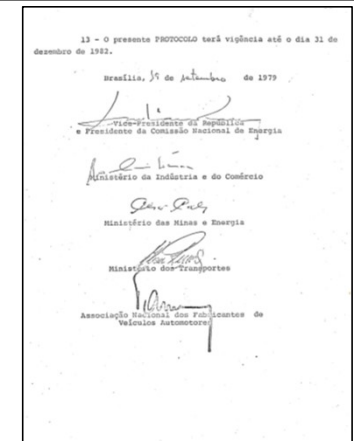 13 - O presente PROTOCOLO terá vigência até o dia 31 de
dezembro de 1982.
Brasília, de setembro de 1979
Vice-Presidente da República
e Presidente da Comissão Nacional de Energia
Ministério da Indústria e do Comércio
Ministério das Minas e Energia
Ministério dos Transportes
Associação Nacional dos Fabricantes de
Veículos Automotores